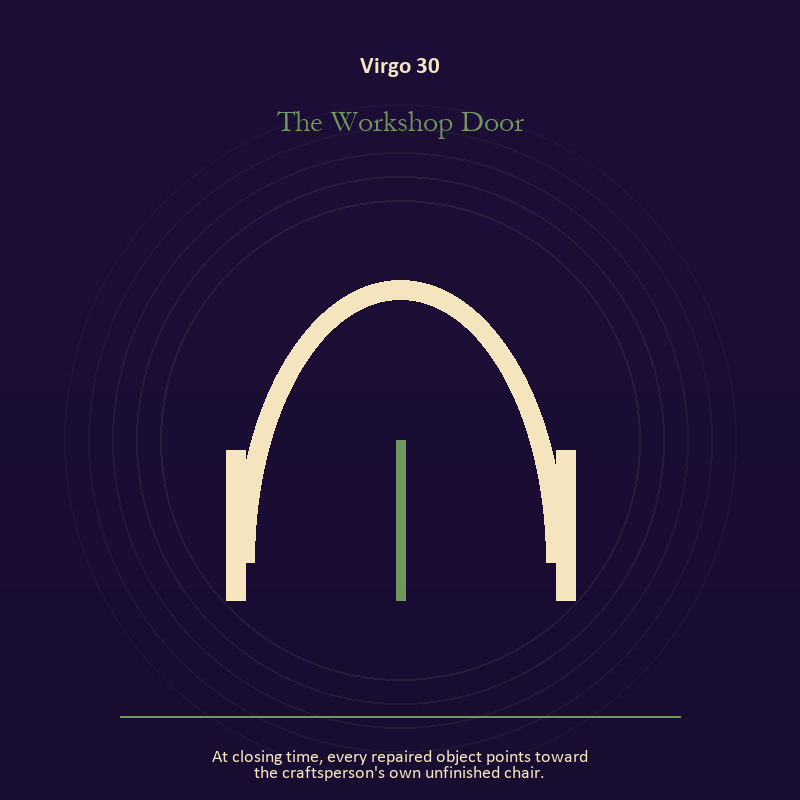 Virgo 30
The Workshop Door
At closing time, every repaired object points toward
the craftsperson's own unfinished chair.